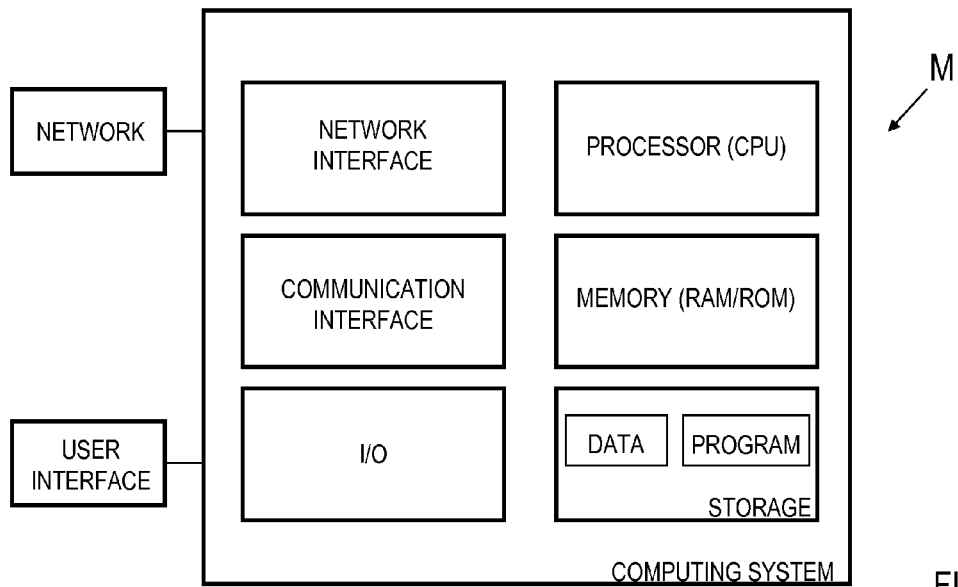 M
NETWORK
NETWORK
INTERFACE
PROCESSOR (CPU)
COMMUNICATION
INTERFACE
MEMORY (RAM/ROM)
USER
INTERFACE
I/O
DATA
PROGRAM
STORAGE
COMPUTING SYSTEM